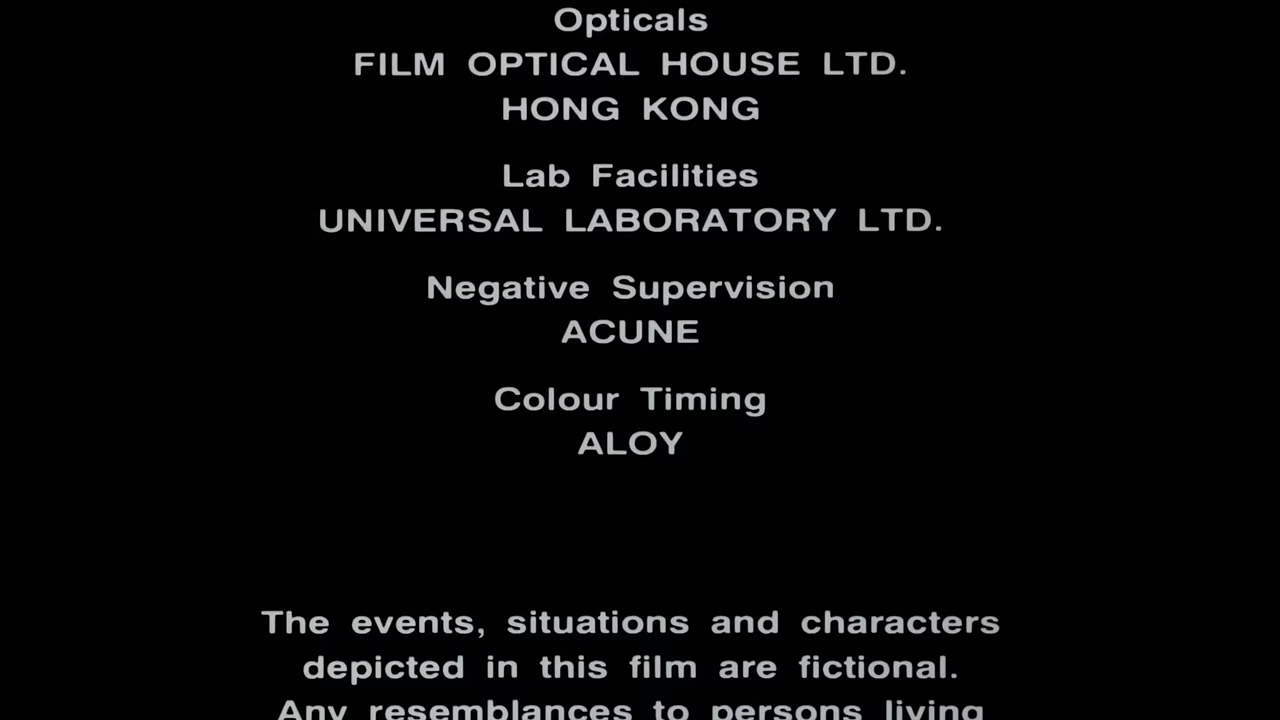 Opticals
FILM OPTICAL HOUSE LTD.
HONG KONG
Lab Facilities
UNIVERSAL LABORATORY LTD.
Negative Supervision
ACUNE
Colour Timing
ALOY
The events, situations and characters
depicted in this film are fictional.
Any resemblances to persons living